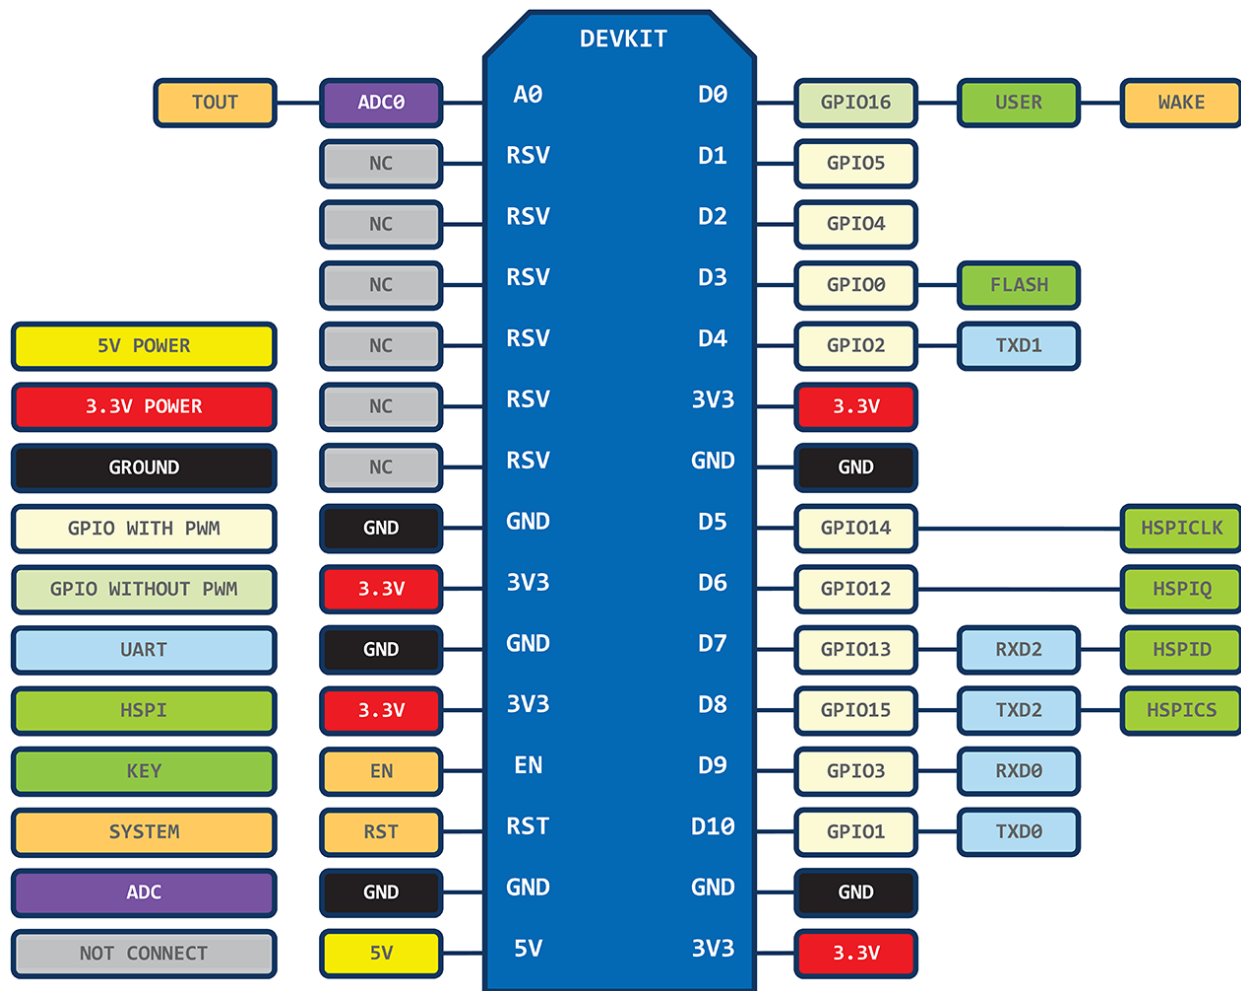 DEVKIT
TOUT ADC0 A0 D0 GPIO16 USER WAKE
NC RSV D1 GPIO5
NC RSV D2 GPIO4
NC RSV D3 GPIO0 FLASH
5V POWER NC RSV D4 GPIO2 TXD1
3.3V POWER NC RSV 3V3 3.3V
GROUND NC RSV GND GND
GPIO WITH PWM GND GND D5 GPIO14 HSPICLK
GPIO WITHOUT PWM 3.3V 3V3 D6 GPIO12 HSPIQ
UART GND GND D7 GPIO13 RXD2 HSPID
HSPI 3.3V 3V3 D8 GPIO15 TXD2 HSPICS
KEY EN EN D9 GPIO3 RXD0
SYSTEM RST RST D10 GPIO1 TXD0
ADC GND GND GND GND
NOT CONNECT 5V 5V 3V3 3.3V